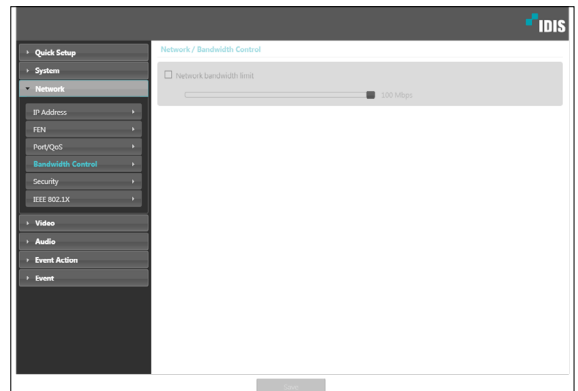 IDIS
Quick Setup
System
Network
IP Address
FEN
Port/QoS
Bandwidth Control
Security
IEEE 802.1X
Video
Audio
Event Action
Event
Network / Bandwidth Control
Network bandwidth limit
100 Mbps
Save